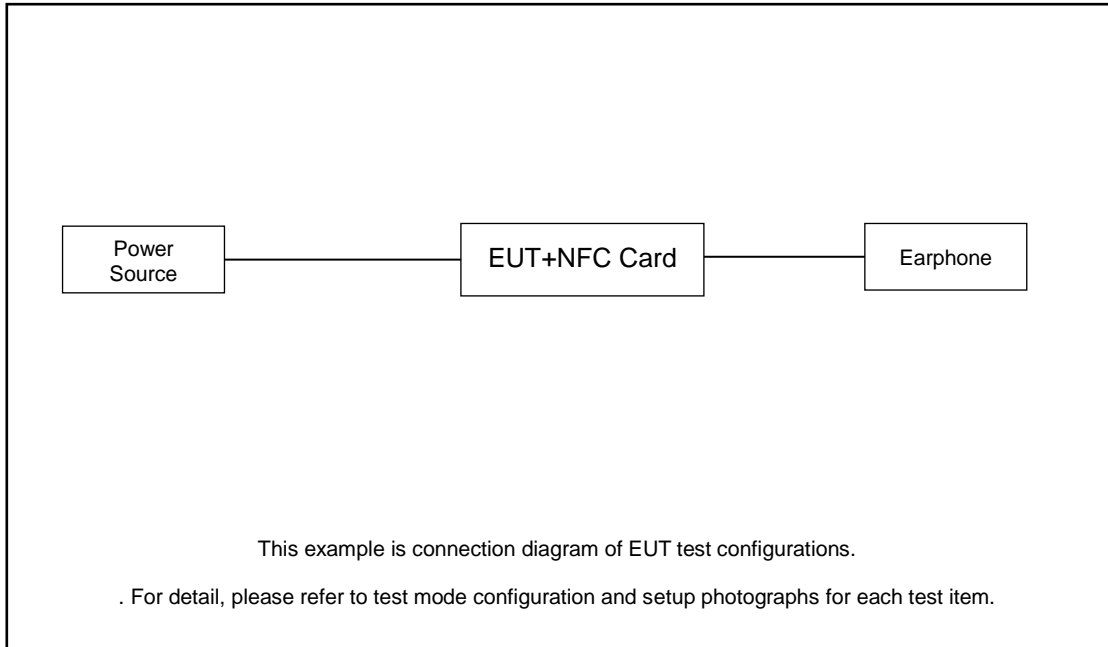 Power
Source
EUT+NFC Card
Earphone
This example is connection diagram of EUT test configurations.
. For detail, please refer to test mode configuration and setup photographs for each test item.